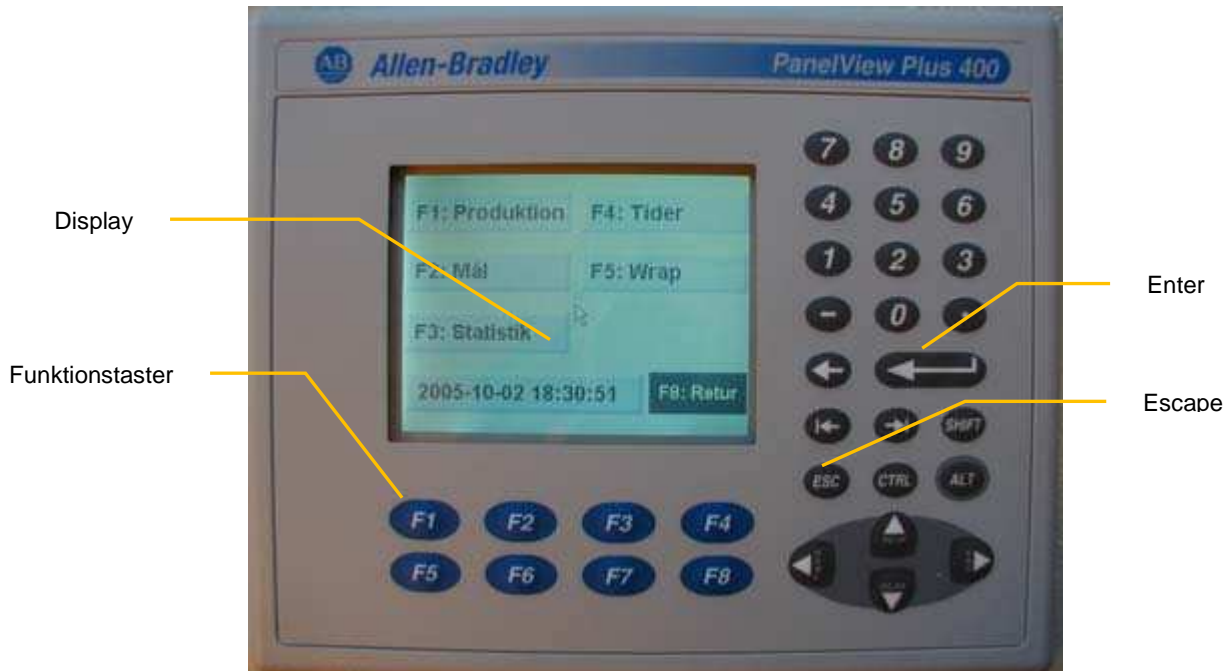 AB Allen-Bradley PanelView Plus 400
7 8 9
4 5 6
1 2 3
- 0 .
F1: Produktion F4: Tider
F2: Mål F5: Wrap
F3: Statistik
2005-10-02 18:30:51 F8: Retur
SHIFT
ESC CTRL ALT
F1 F2 F3 F4
F5 F6 F7 F8
Display
Funktionstaster
Enter
Escape